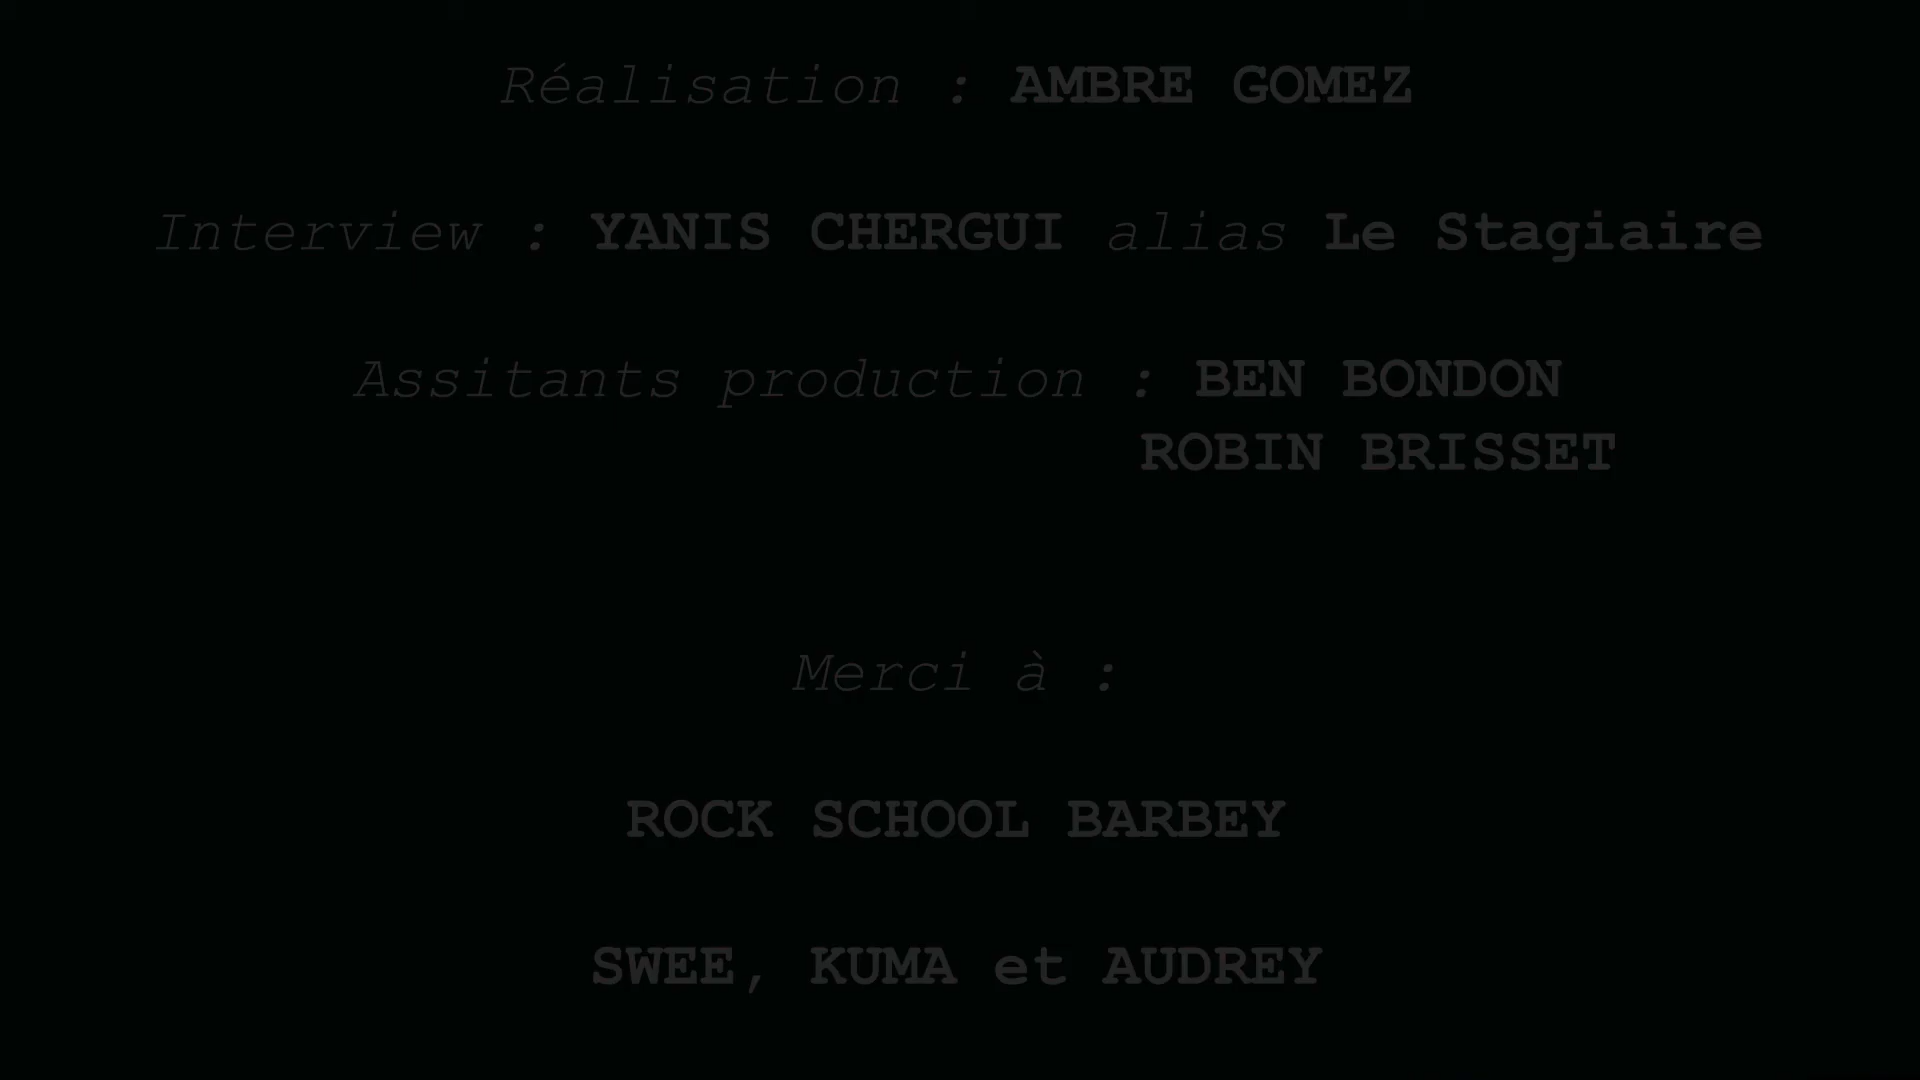 Réalisation : AMBRE GOMEZ
Interview : YANIS CHERGUI alias Le Stagiaire
Assitants production : BEN BONDON
ROBIN BRISSET
Merci à :
ROCK SCHOOL BARBEY
SWEE, KUMA et AUDREY